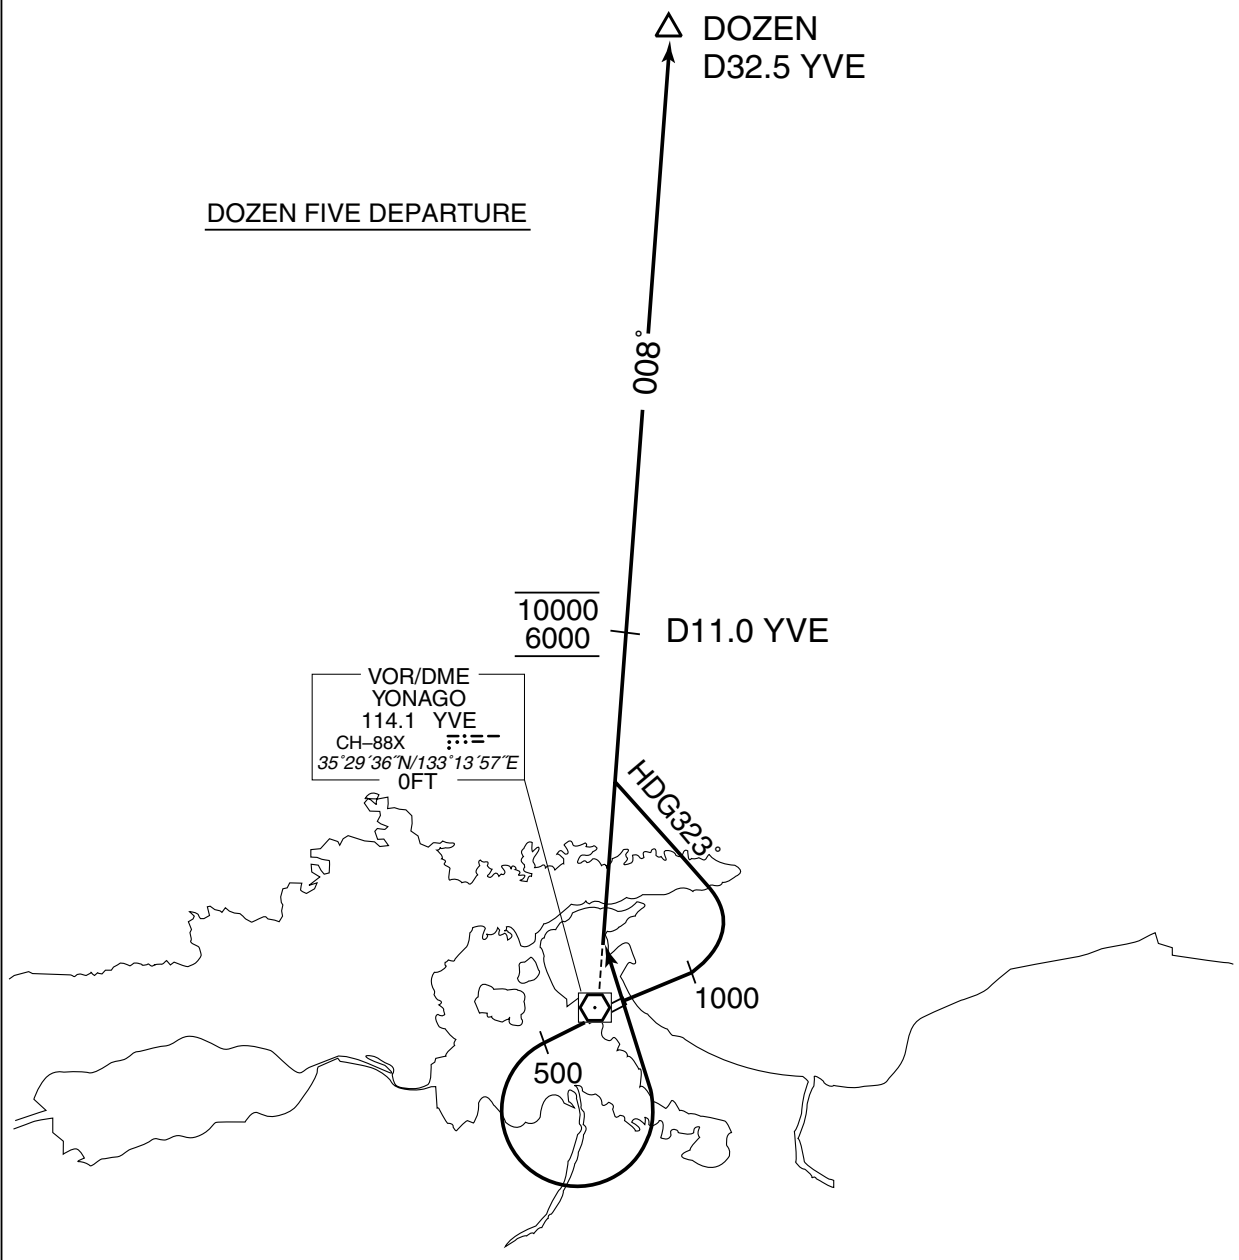 DOZEN
D32.5 YVE
DOZEN FIVE DEPARTURE
008°
10000
6000
D11.0 YVE
VOR/DME
YONAGO
114.1 YVE
CH–88X
35°29´36˝N/133°13´57˝E
0FT
HDG323°
1000
500